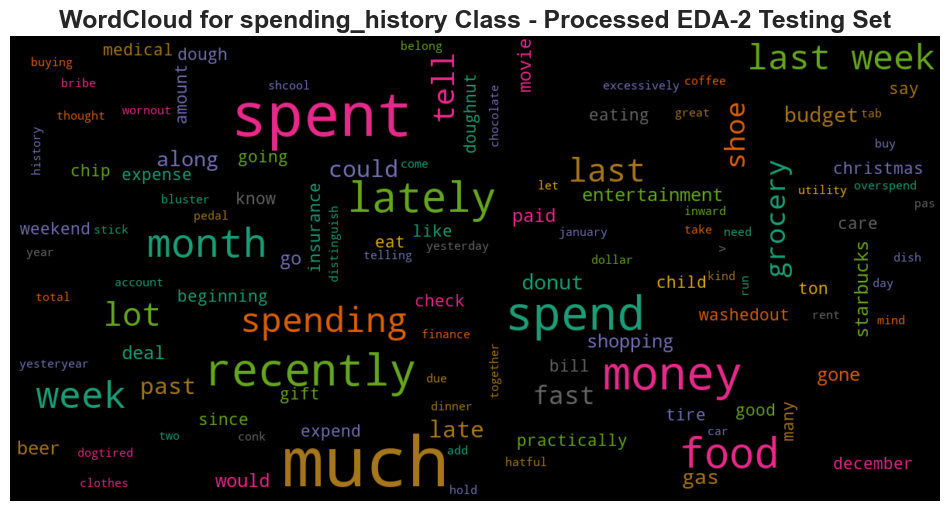 WordCloud for spending_history Class - Processed EDA-2 Testing Set
belong
medical
dough
tell
movie
last week
buying
bribe
amount
shcool
spent
doughnut
chocolate
excessively
coffee
say
thought
wornout
eating
great
shoe
budget
tab
history
chip
along
expense
going
could
come
last
entertainment
grocery
buy
christmas
let
utility
overspend
bluster
know
insurance
distinguish
lately
paid
inward
pas
weekend
stick
pedal
month
go
eat
like
telling
yesterday
january
take
need
care
year
>
dish
account
beginning
dollar
donut
child
kind
run
ton
starbucks
day
total
lot
spending
check
finance
spend
washedout
rent
mind
deal
shopping
yesteryear
recently
together
bill
money
gone
week
past
gift
due
fast
since
dinner
tire
good
many
car
beer
two
conk
expend
late
practically
dogtired
add
hatful
food
december
clothes
would
much
hold
gas